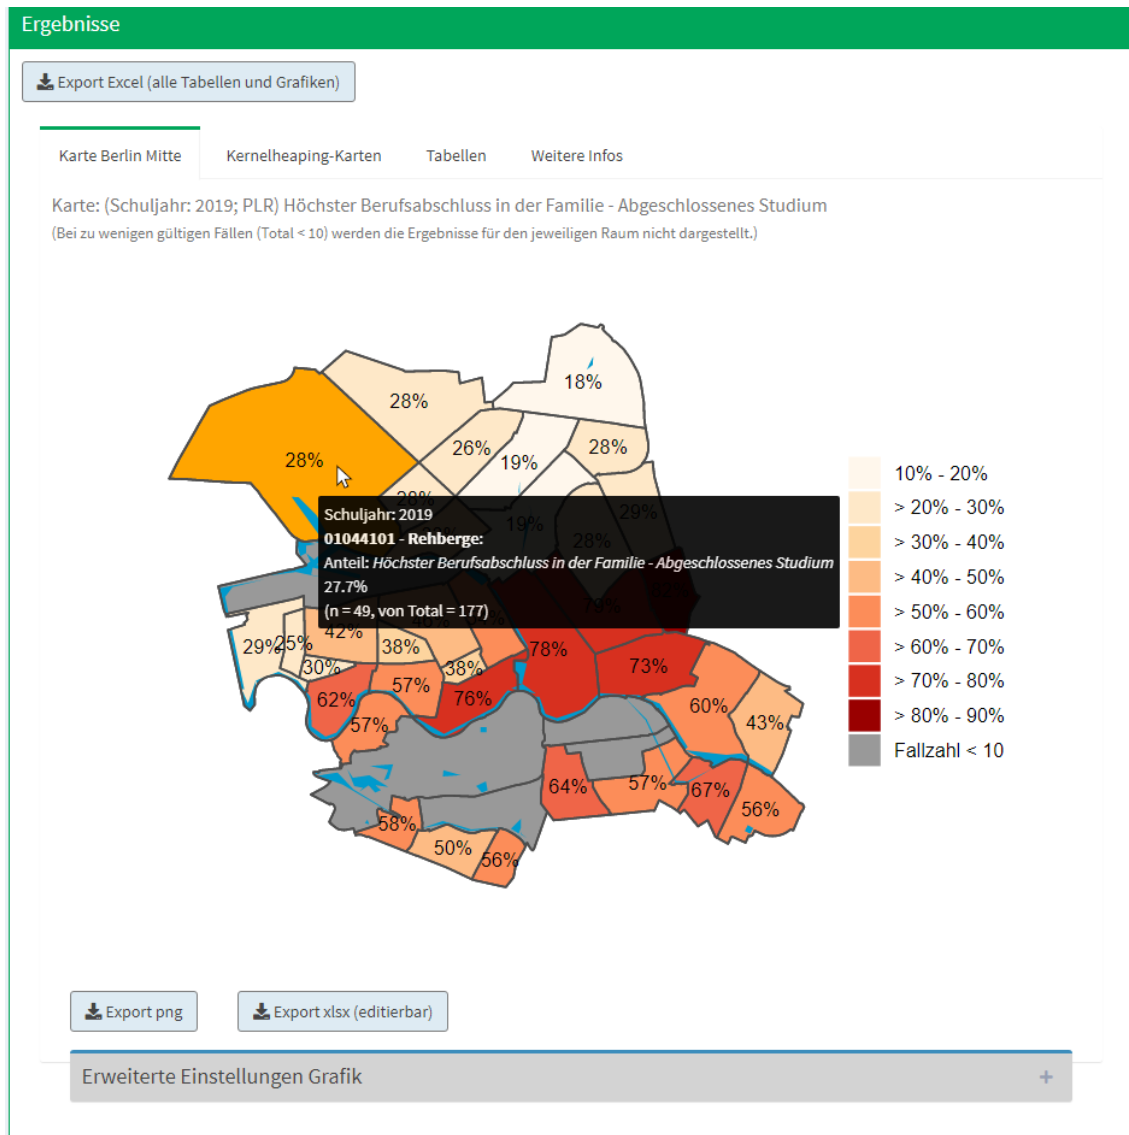 Ergebnisse
Export Excel (alle Tabellen und Grafiken)
Karte Berlin Mitte Kernelheaping-Karten Tabellen Weitere Infos
Karte: (Schuljahr: 2019; PLR) Höchster Berufsabschluss in der Familie - Abgeschlossenes Studium
(Bei zu wenigen gültigen Fällen (Total < 10) werden die Ergebnisse für den jeweiligen Raum nicht dargestellt.)
18%
28%
26%
28%
28%
19%
28%
29%
19%
28%
Schuljahr: 2019
01044101 - Rehberge:
Anteil: Höchster Berufsabschluss in der Familie - Abgeschlossenes Studium
27.7%
(n = 49, von Total = 177)
79%
46%
42%
29%
25%
38%
78%
30%
38%
73%
57%
62%
76%
60%
57%
43%
64%
57%
67%
56%
58%
50%
56%
10% - 20%
> 20% - 30%
> 30% - 40%
> 40% - 50%
> 50% - 60%
> 60% - 70%
> 70% - 80%
> 80% - 90%
Fallzahl < 10
Export png
Export xlsx (editierbar)
Erweiterte Einstellungen Grafik +